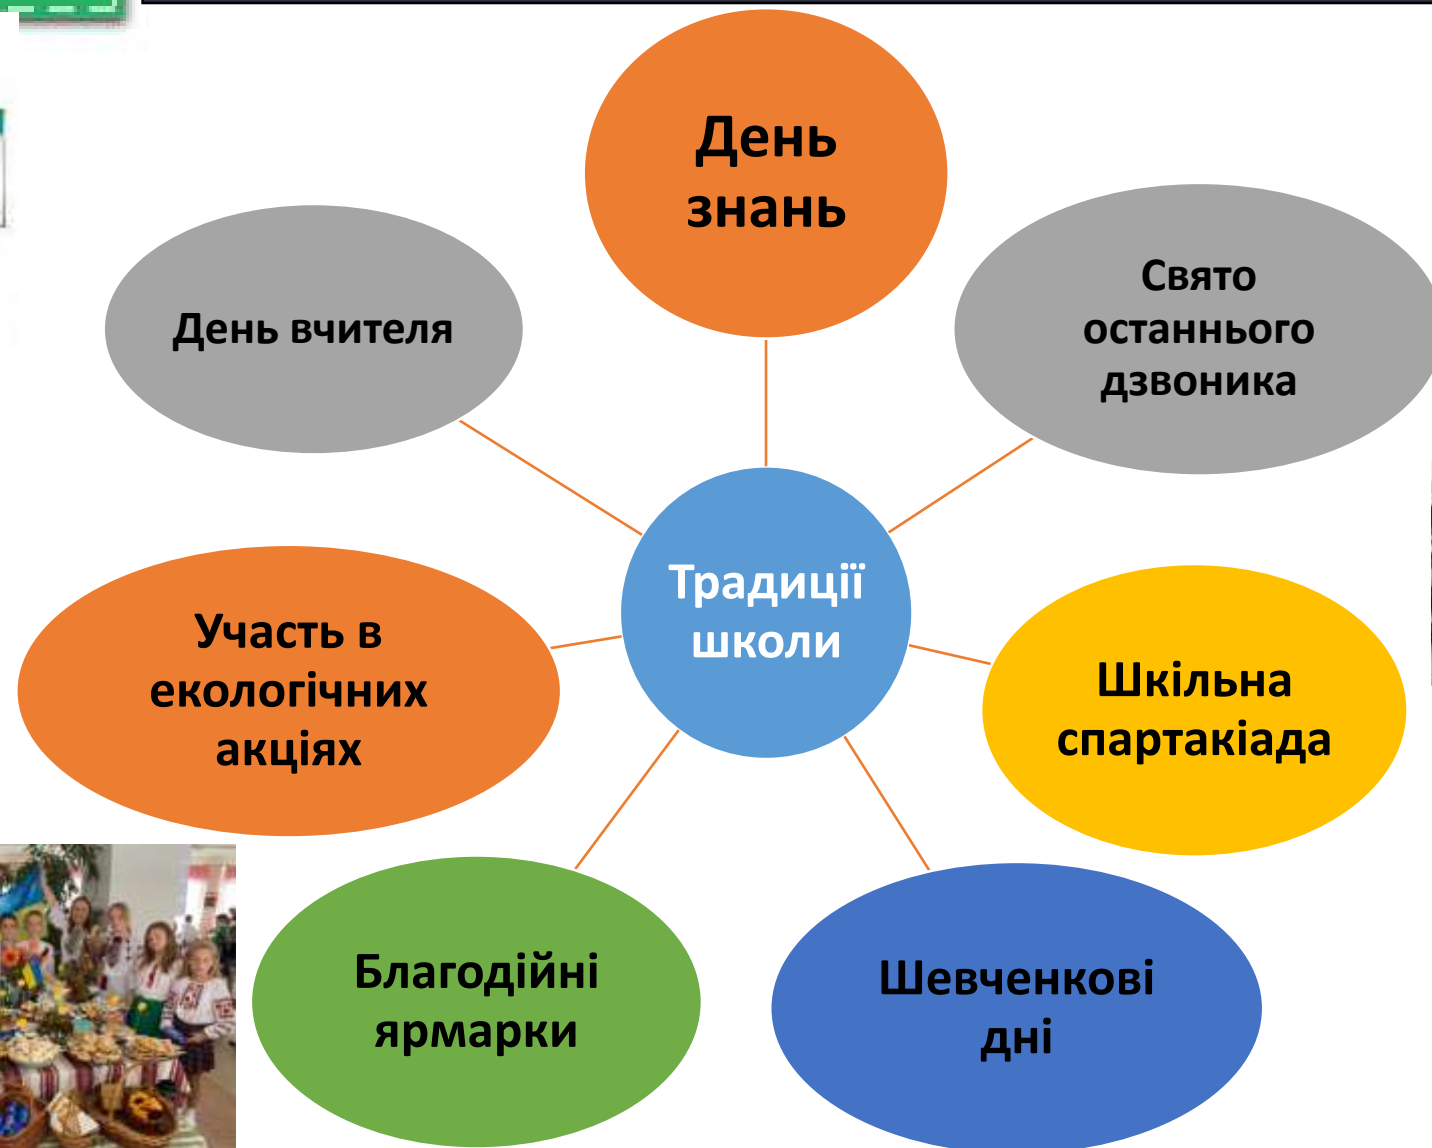 День
знань
Свято
останнього
дзвоника
День вчителя
Традиції
школи
Участь в
екологічних
акціях
Шкільна
спартакіада
Благодійні
ярмарки
Шевченкові
дні